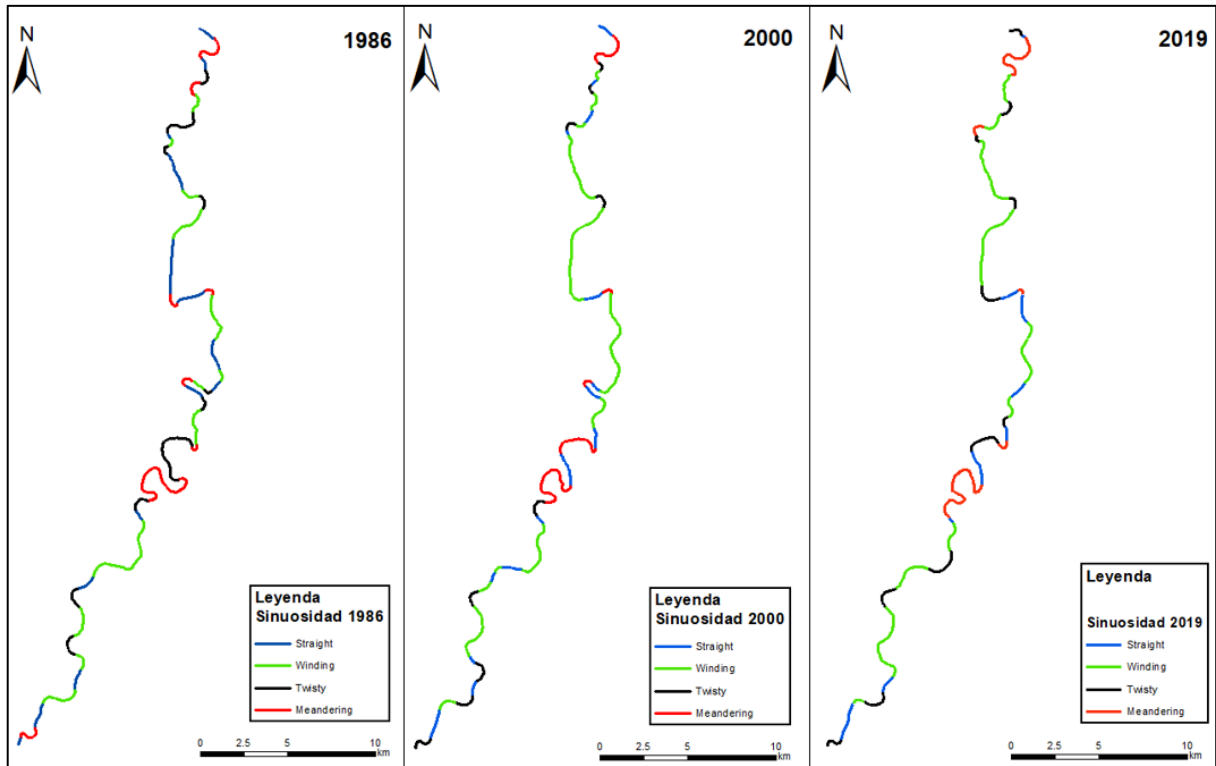 N
1986
Leyenda
Sinuosidad 1986
Straight
Winding
Twisty
Meandering
0 2.5 5 10
km
N
2000
Leyenda
Sinuosidad 2000
Straight
Winding
Twisty
Meandering
0 2.5 5 10
km
N
2019
Leyenda
Sinuosidad 2019
Straight
Winding
Twisty
Meandering
0 2.5 5 10
km